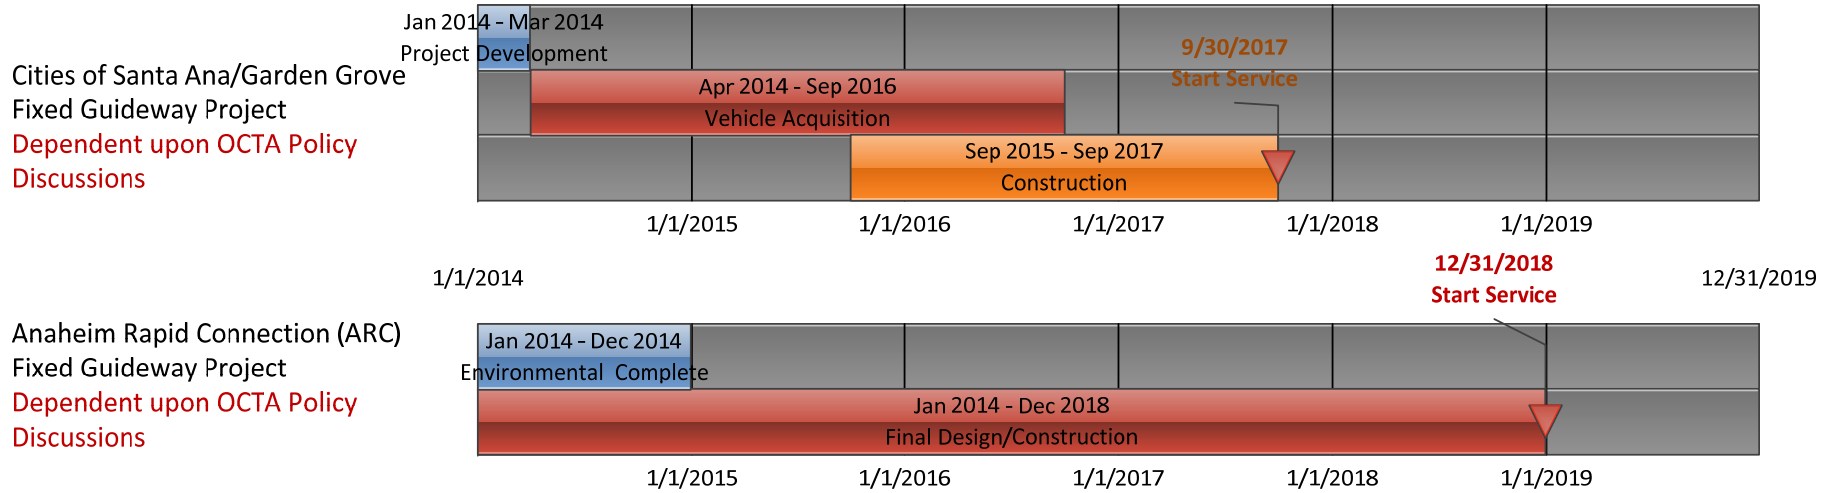 Jan 2014 - Mar 2014
Project Development
9/30/2017
Start Service
Cities of Santa Ana/Garden Grove
Fixed Guideway Project
Dependent upon OCTA Policy
Discussions
Apr 2014 - Sep 2016
Vehicle Acquisition
Sep 2015 - Sep 2017
Construction
1/1/2015 1/1/2016 1/1/2017 1/1/2018 1/1/2019
1/1/2014 12/31/2019
12/31/2018
Start Service
Anaheim Rapid Connection (ARC)
Fixed Guideway Project
Dependent upon OCTA Policy
Discussions
Jan 2014 - Dec 2014
Environmental Complete
Jan 2014 - Dec 2018
Final Design/Construction
1/1/2015 1/1/2016 1/1/2017 1/1/2018 1/1/2019